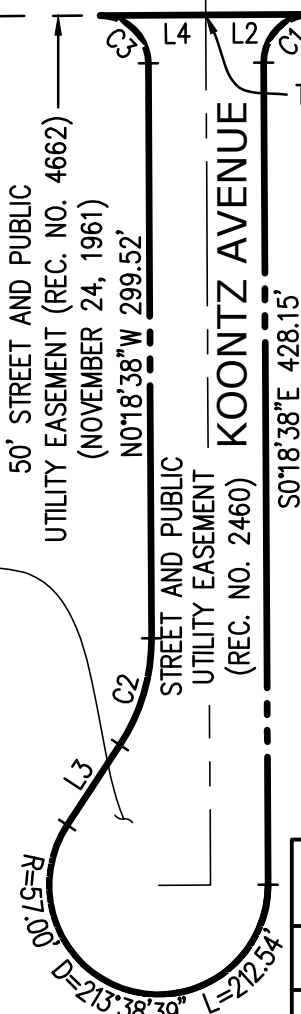 L4
L2
C3
C1
T
50' STREET AND PUBLIC
UTILITY EASEMENT (REC. NO. 4662)
(NOVEMBER 24, 1961)
N0°18'38"W 299.52'
KOONTZ AVENUE
S0°18'38"E 428.15'
STREET AND PUBLIC
UTILITY EASEMENT
(REC. NO. 2460)
C2
L3
R=57.00'
D=213°38'39"
L=212.54'